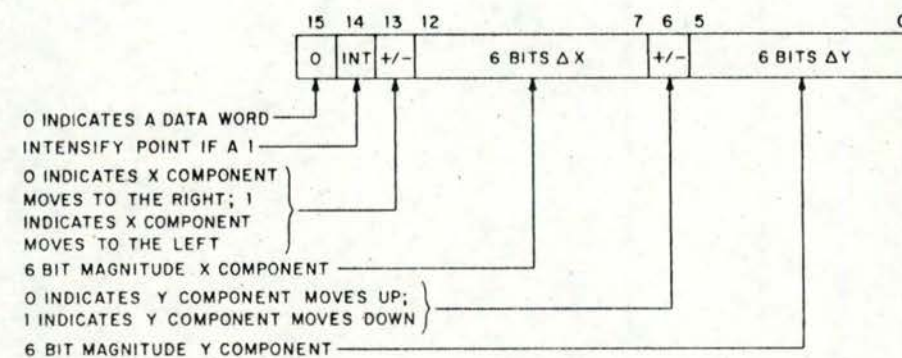 15 14 13 12 7 6 5
0 INT +/- 6 BITS Δ X +/- 6 BITS ΔY
0 INDICATES A DATA WORD
INTENSIFY POINT IF A 1
0 INDICATES X COMPONENT
MOVES TO THE RIGHT; 1
INDICATES X COMPONENT
MOVES TO THE LEFT
6 BIT MAGNITUDE X COMPONENT
0 INDICATES Y COMPONENT MOVES UP;
1 INDICATES Y COMPONENT MOVES DOWN
6 BIT MAGNITUDE Y COMPONENT